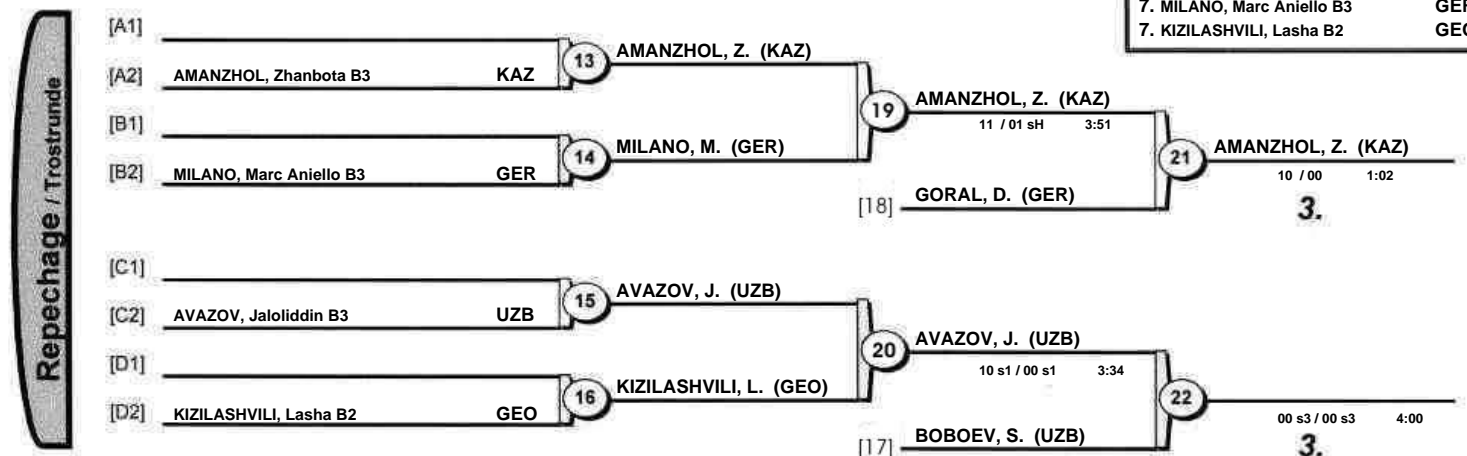 7. MILANO, Marc Aniello B3
7. KIZILASHVILI, Lasha B2
Repechage / Trostrunde
[A1]
[A2] AMANZHOL, Zhanbota B3 KAZ
13 AMANZHOL, Z. (KAZ)
[B1]
[B2] MILANO, Marc Aniello B3 GER
14 MILANO, M. (GER)
19 AMANZHOL, Z. (KAZ)
11 / 01 sH 3:51
[18] GORAL, D. (GER)
21 AMANZHOL, Z. (KAZ)
10 / 00 1:02
3.
[C1]
[C2] AVAZOV, Jaloliddin B3 UZB
15 AVAZOV, J. (UZB)
[D1]
[D2] KIZILASHVILI, Lasha B2 GEO
16 KIZILASHVILI, L. (GEO)
20 AVAZOV, J. (UZB)
10 s1 / 00 s1 3:34
[17] BOBOEV, S. (UZB)
22
00 s3 / 00 s3 4:00
3.